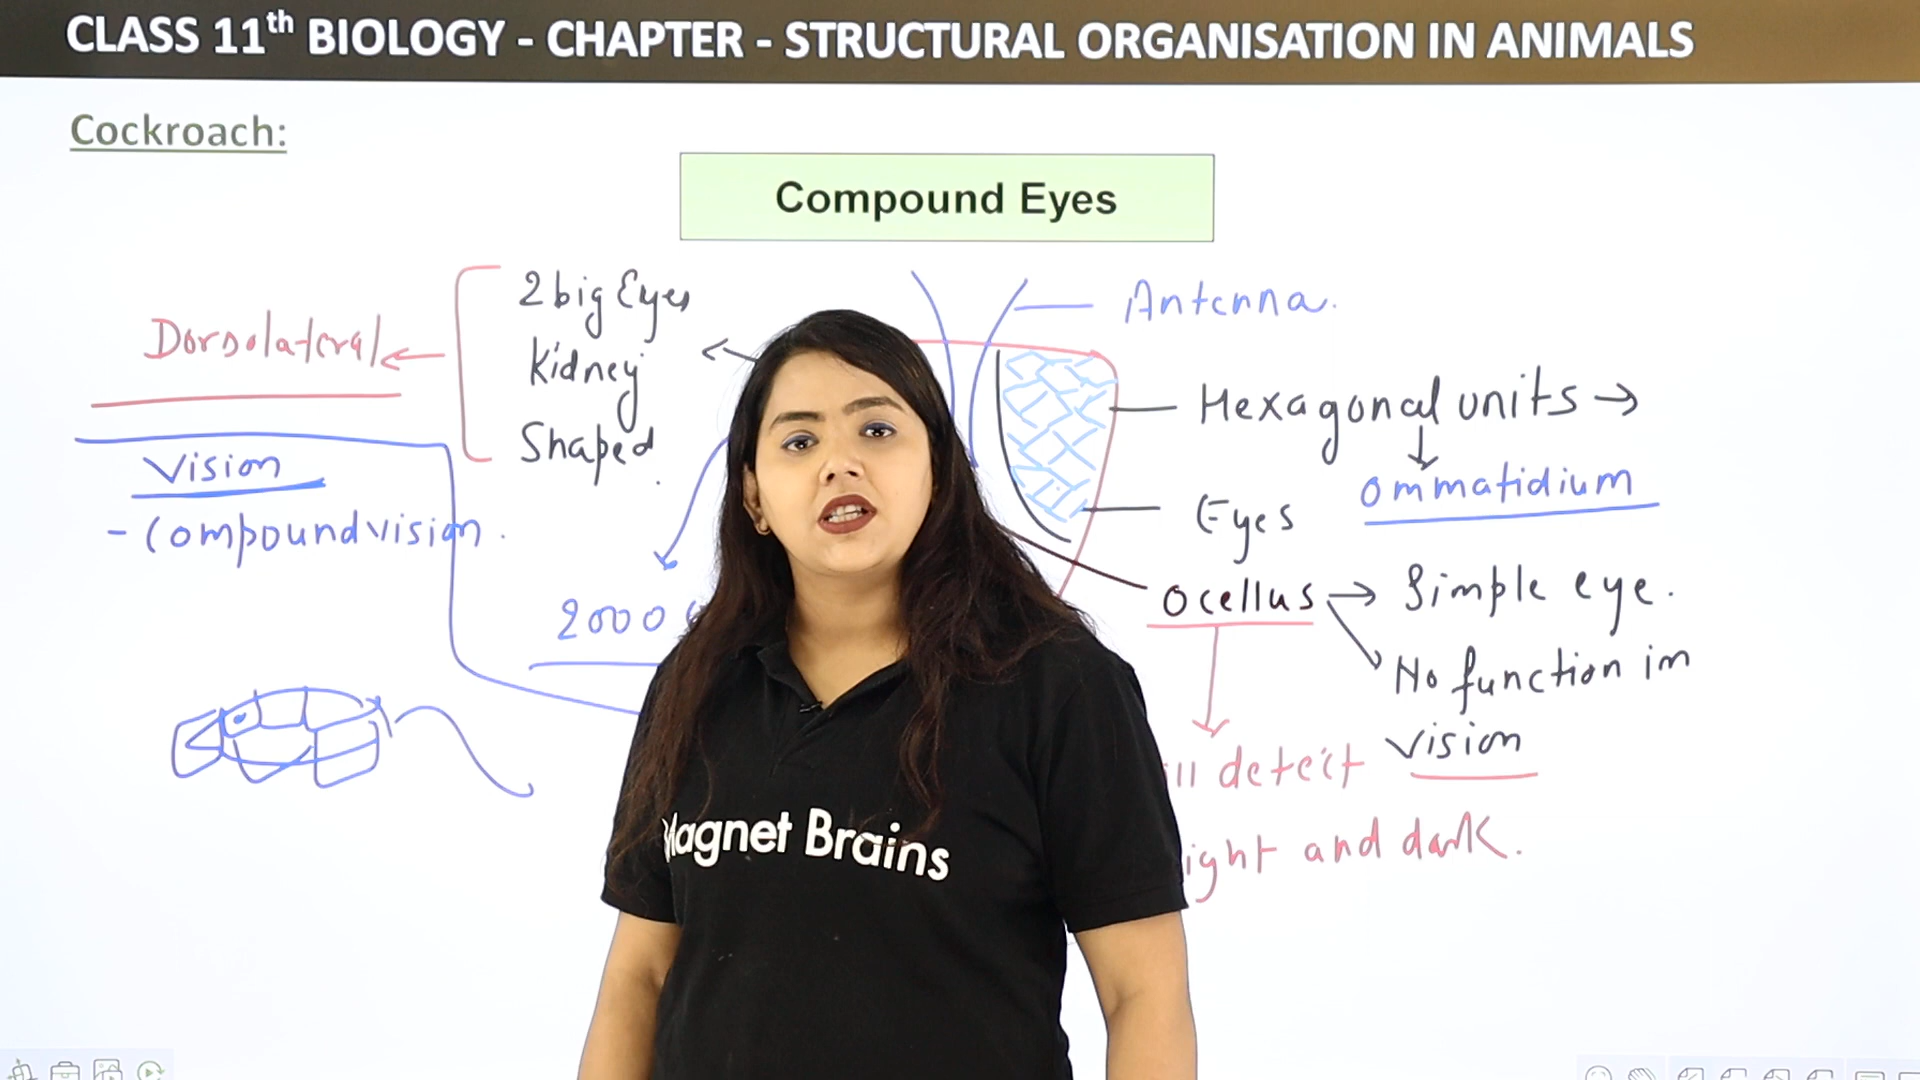 CLASS 11th BIOLOGY - CHAPTER - STRUCTURAL ORGANISATION IN ANIMALS
Cockroach:
Compound Eyes
2 big Eyes
Kidney
Shaped.
Dorsolateral
Vision
- Compound vision.
2000
Antenna.
Hexagonal units
Ommatidium
Eyes
Ocellus
Simple eye.
No function in
vision
detect
and dark.
Magnet Brains